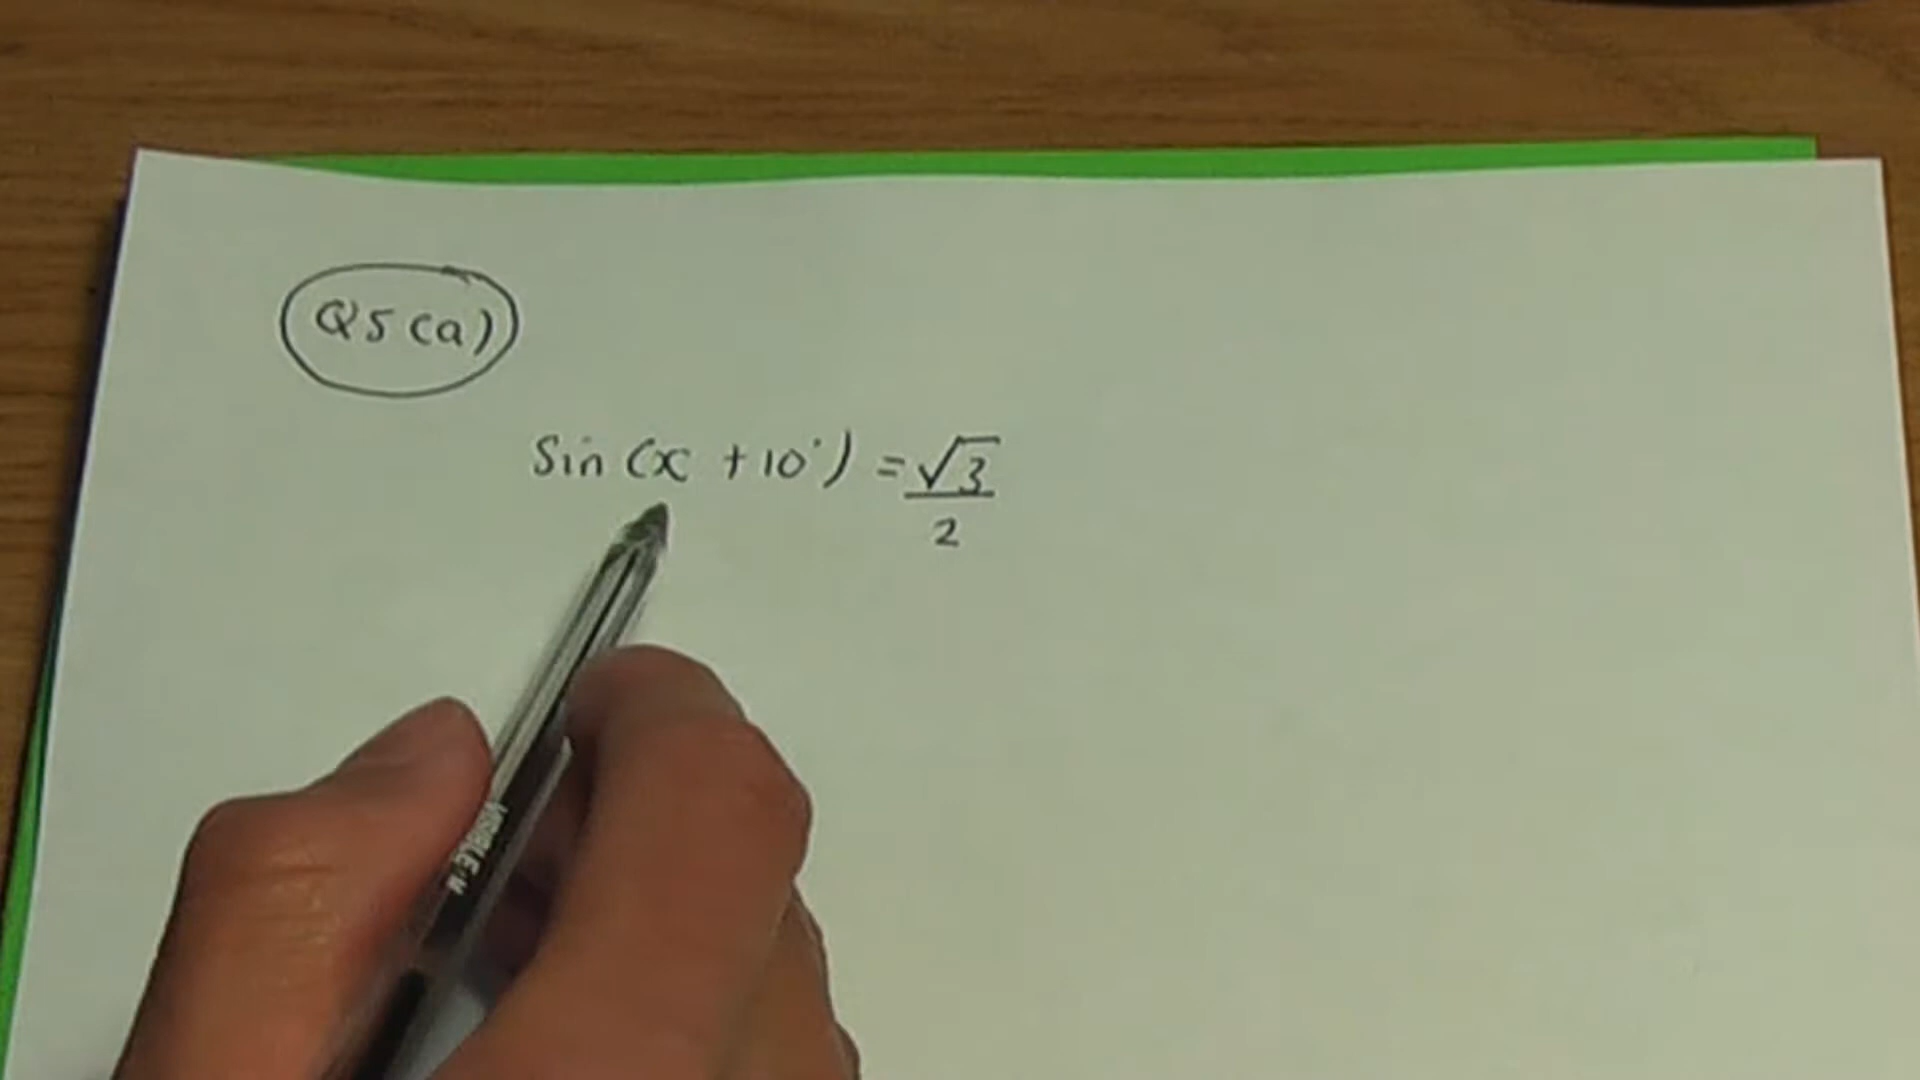 Q5(a)
Sin (x + 10°) = √3/2